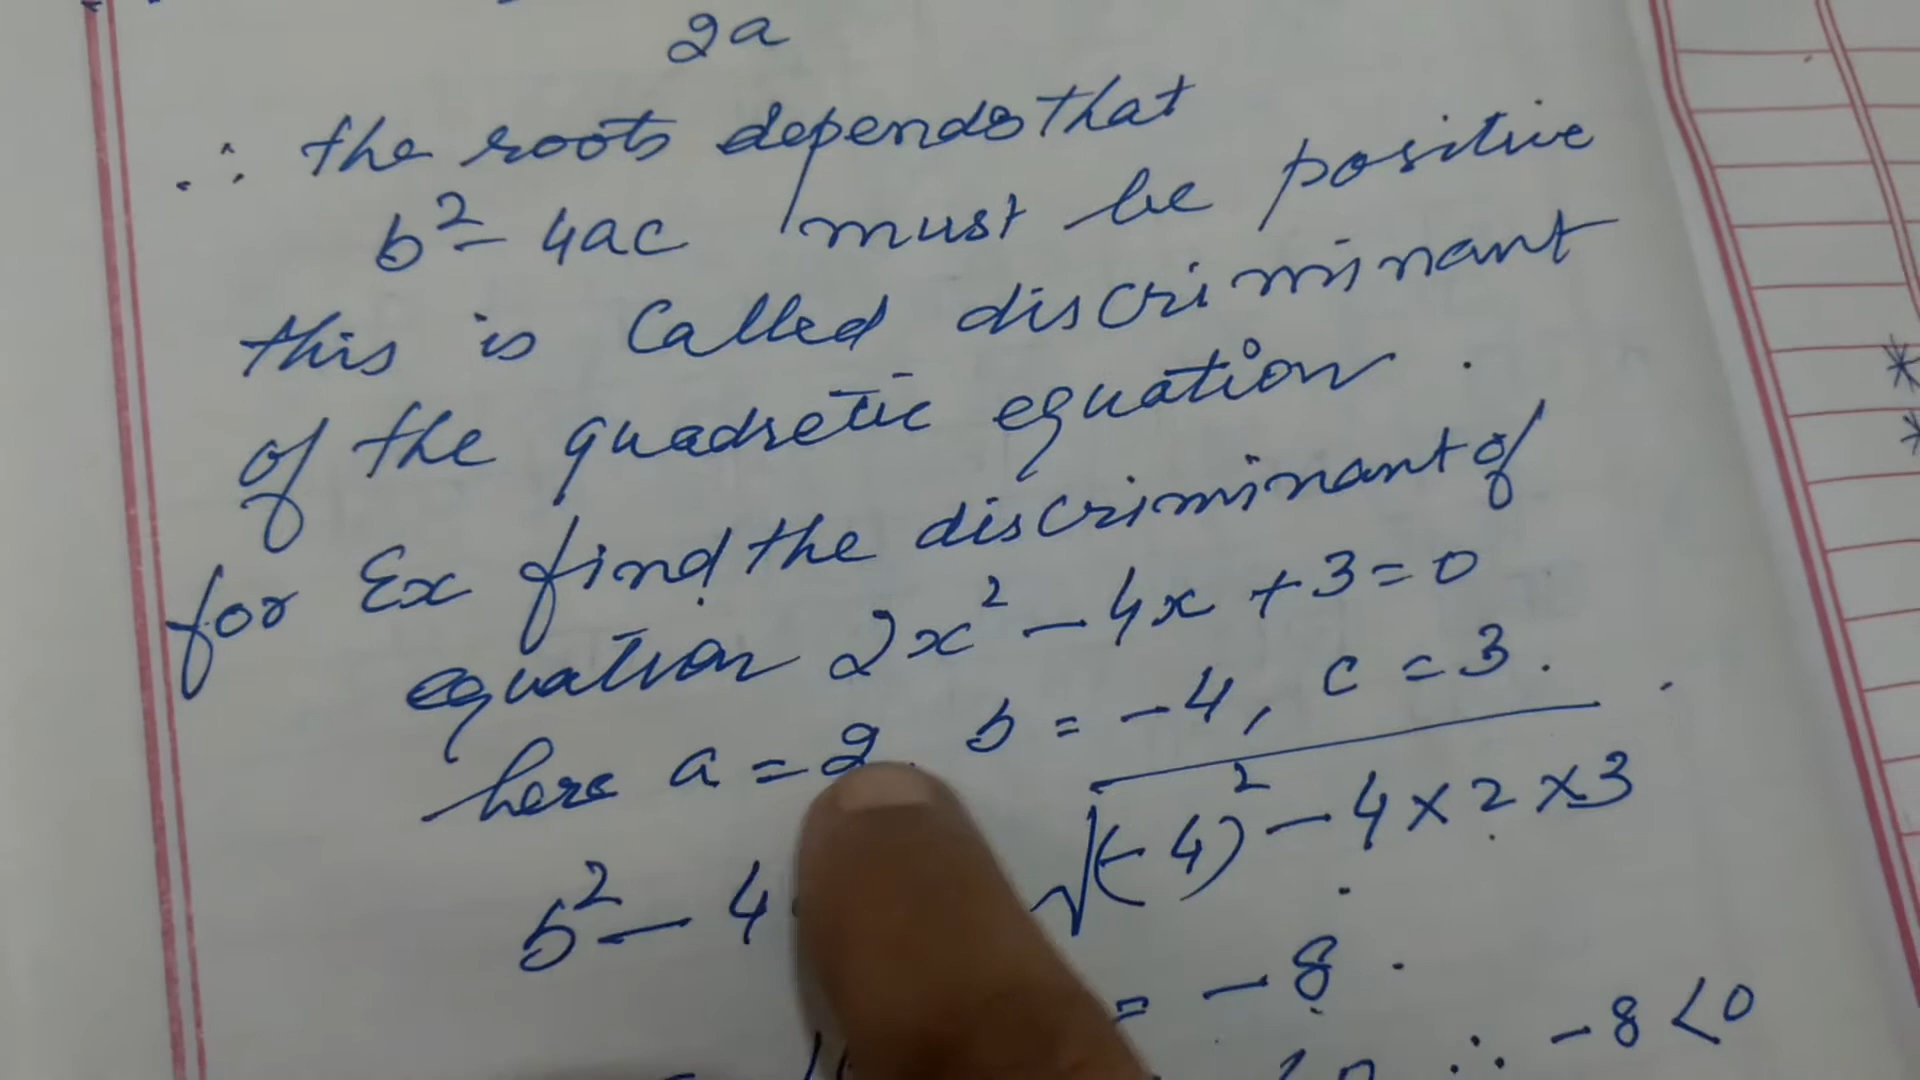 2a
∴ the roots depends that
b² - 4ac must be positive
this is Called discriminant
of the quadretic equation.
for Ex find the discriminant of
equation 2x² - 4x + 3 = 0
here a = 2, b = -4, c = 3.
b² - 4 √(-4)² - 4 × 2 × 3
= -8.
∴ -8 < 0